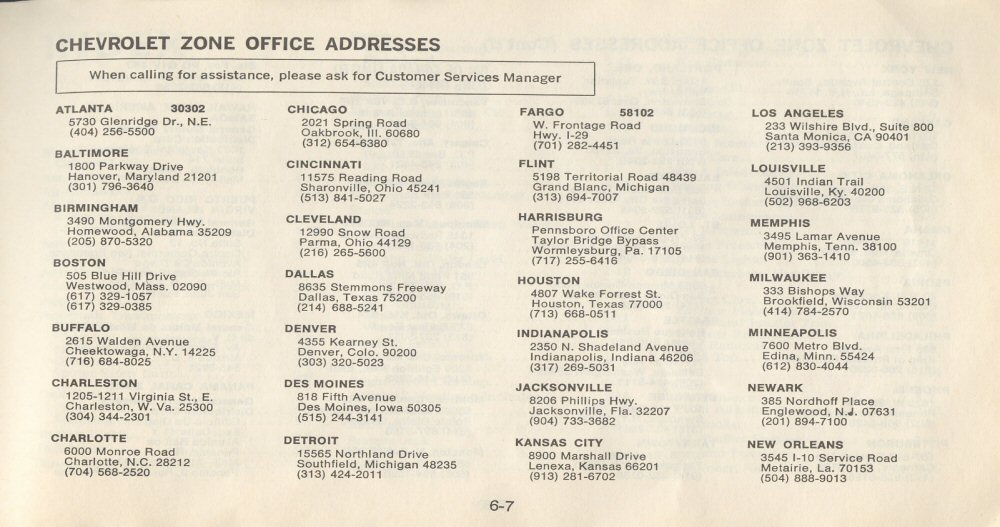 CHEVROLET ZONE OFFICE ADDRESSES
When calling for assistance, please ask for Customer Services Manager
ATLANTA 30302
5730 Glenridge Dr., N.E.
(404) 256-5500
BALTIMORE
1800 Parkway Drive
Hanover, Maryland 21201
(301) 796-3640
BIRMINGHAM
3490 Montgomery Hwy.
Homewood, Alabama 35209
(205) 870-5320
BOSTON
505 Blue Hill Drive
Westwood, Mass. 02090
(617) 329-1057
(617) 329-0385
BUFFALO
2615 Walden Avenue
Cheektowaga, N.Y. 14225
(716) 684-8025
CHARLESTON
1205-1211 Virginia St., E.
Charleston, W. Va. 25300
(304) 344-2301
CHARLOTTE
6000 Monroe Road
Charlotte, N.C. 28212
(704) 568-2520
CHICAGO
2021 Spring Road
Oakbrook, Ill. 60680
(312) 654-6380
CINCINNATI
11575 Reading Road
Sharonville, Ohio 45241
(513) 841-5027
CLEVELAND
12990 Snow Road
Parma, Ohio 44129
(216) 265-5600
DALLAS
8635 Stemmons Freeway
Dallas, Texas 75200
(214) 688-5241
DENVER
4355 Kearney St.
Denver, Colo. 90200
(303) 320-5023
DES MOINES
818 Fifth Avenue
Des Moines, Iowa 50305
(515) 244-3141
DETROIT
15565 Northland Drive
Southfield, Michigan 48235
(313) 424-2011
FARGO 58102
W. Frontage Road
Hwy. I-29
(701) 282-4451
FLINT
5198 Territorial Road 48439
Grand Blanc, Michigan
(313) 694-7007
HARRISBURG
Pennsboro Office Center
Taylor Bridge Bypass
Wormleysburg, Pa. 17105
(717) 255-6416
HOUSTON
4807 Wake Forrest St.
Houston, Texas 77000
(713) 668-0511
INDIANAPOLIS
2350 N. Shadeland Avenue
Indianapolis, Indiana 46206
(317) 269-5031
JACKSONVILLE
8206 Phillips Hwy.
Jacksonville, Fla. 32207
(904) 733-3682
KANSAS CITY
8900 Marshall Drive
Lenexa, Kansas 66201
(913) 281-6702
LOS ANGELES
233 Wilshire Blvd., Suite 800
Santa Monica, CA 90401
(213) 393-9356
LOUISVILLE
4501 Indian Trail
Louisville, Ky. 40200
(502) 968-6203
MEMPHIS
3495 Lamar Avenue
Memphis, Tenn. 38100
(901) 363-1410
MILWAUKEE
333 Bishops Way
Brookfield, Wisconsin 53201
(414) 784-2570
MINNEAPOLIS
7600 Metro Blvd.
Edina, Minn. 55424
(612) 830-4044
NEWARK
385 Nordhoff Place
Englewood, N.J. 07631
(201) 894-7100
NEW ORLEANS
3545 I-10 Service Road
Metairie, La. 70153
(504) 888-9013
6-7